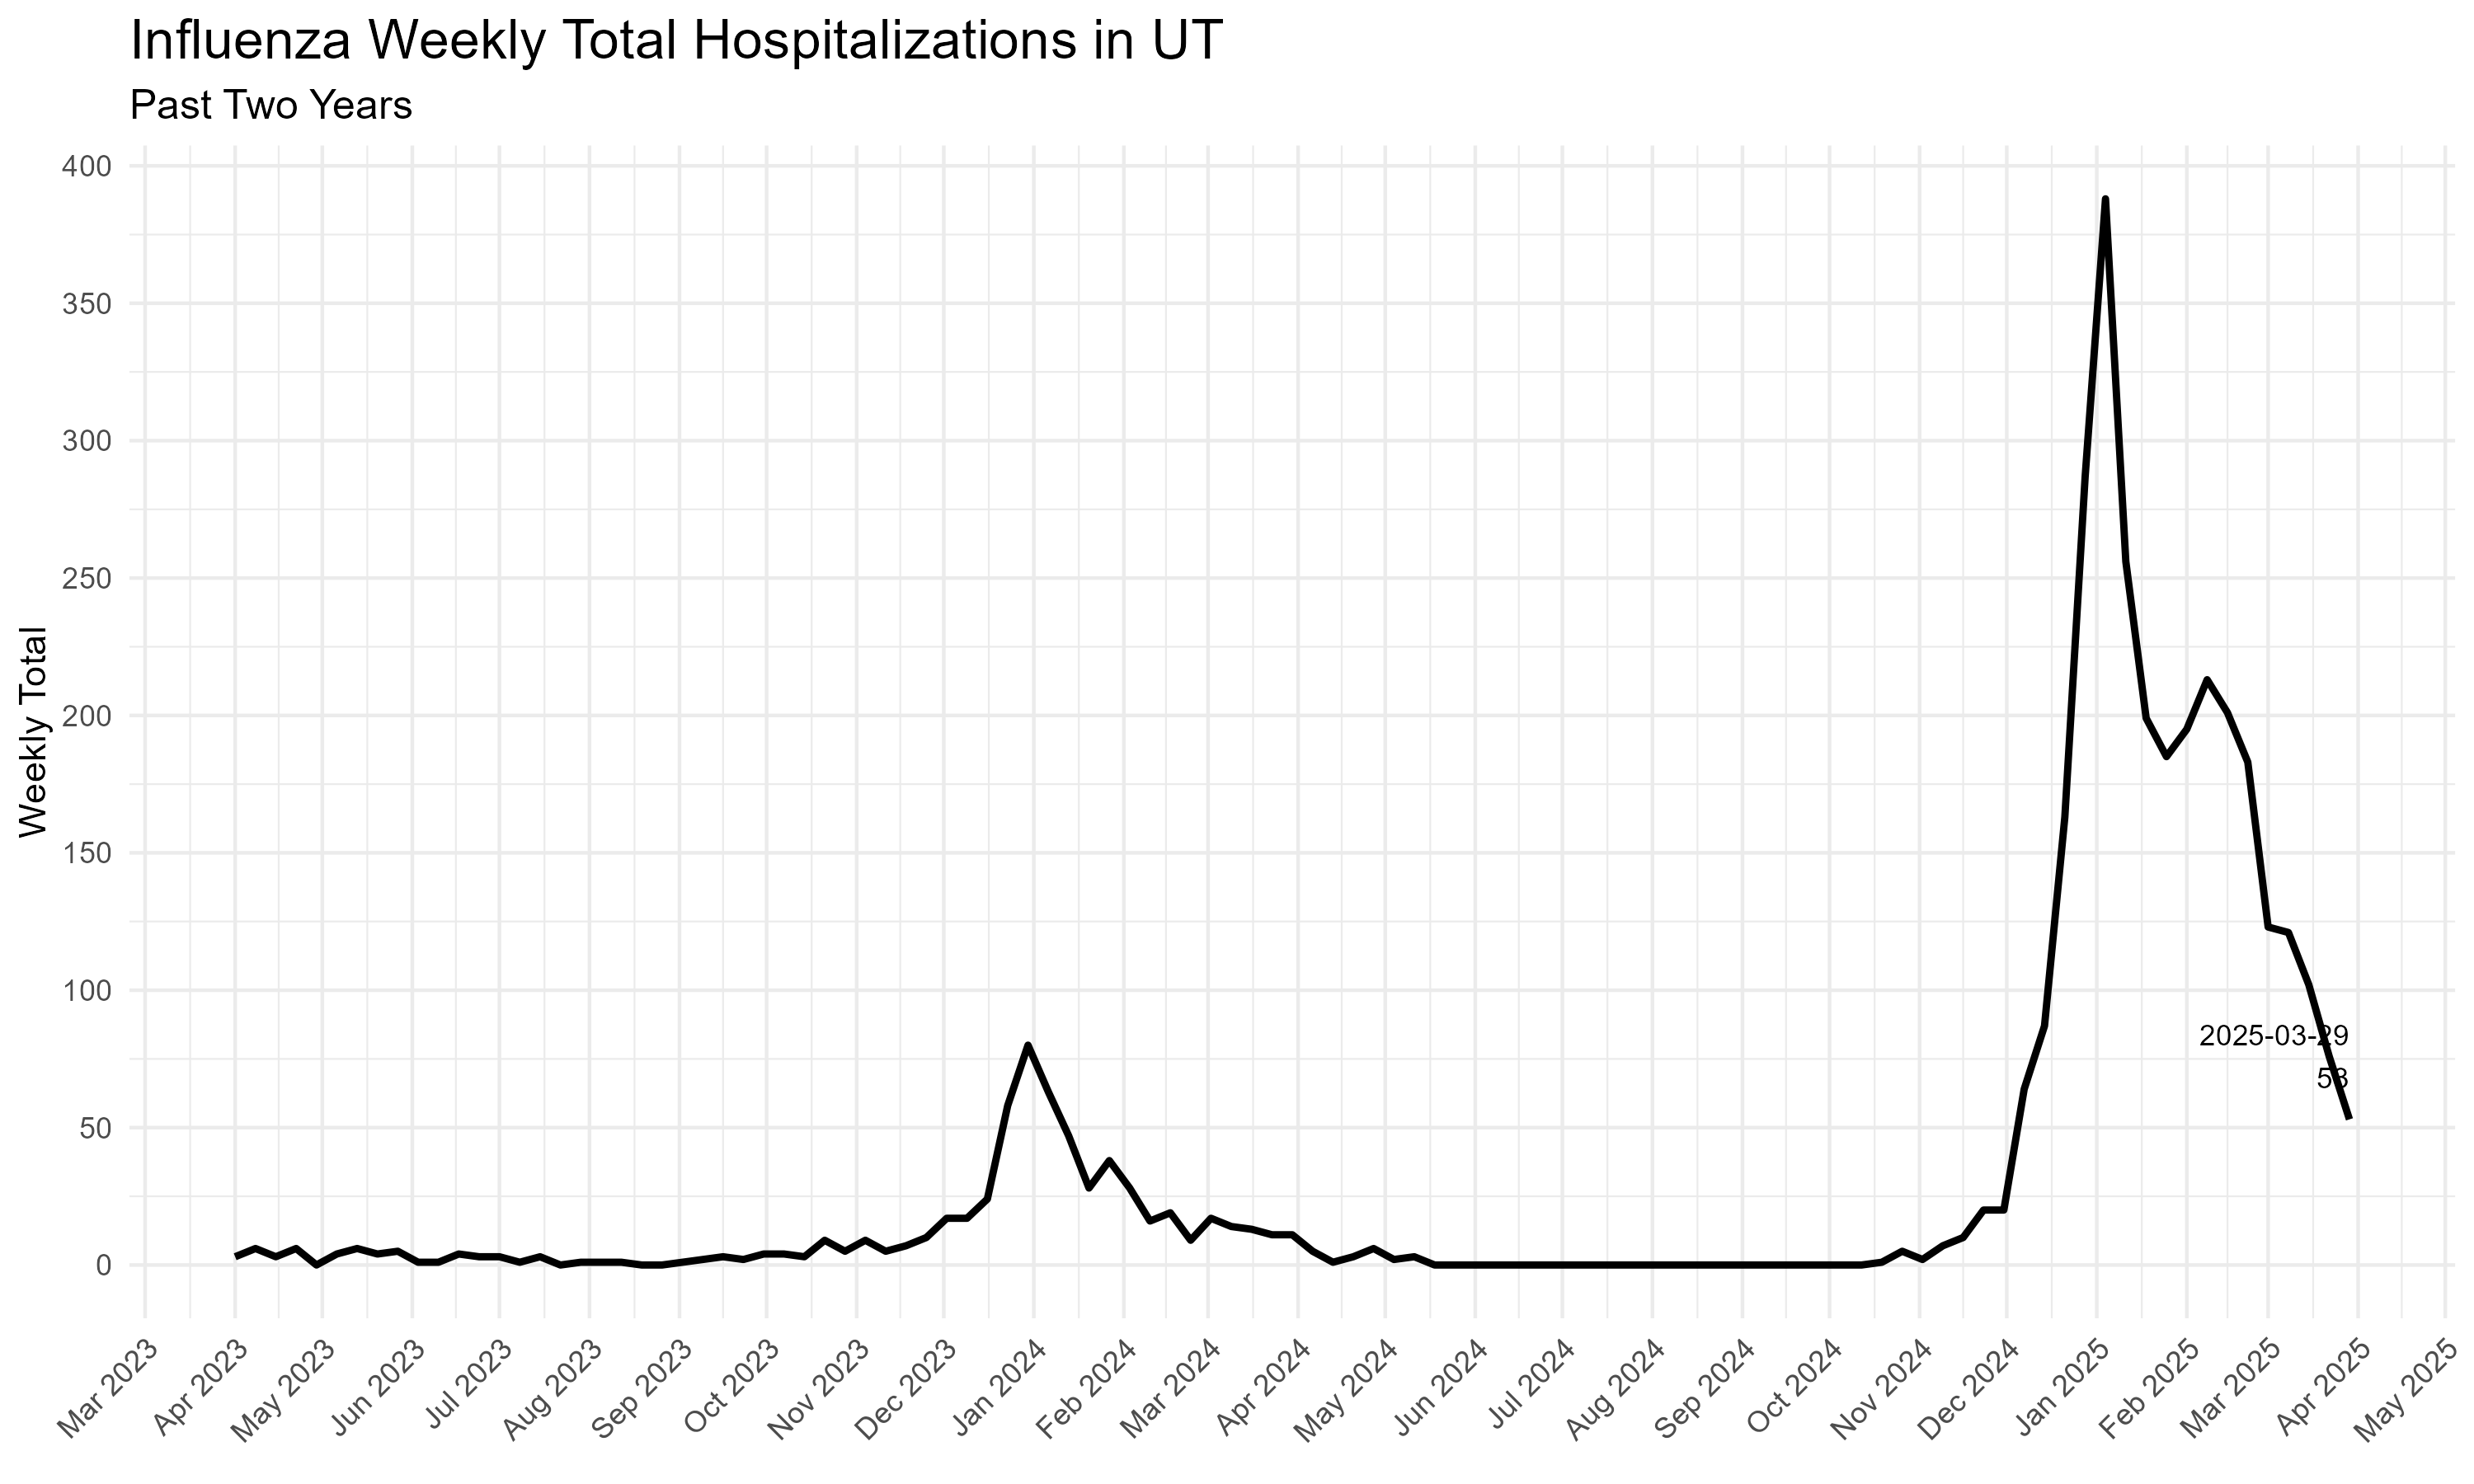 Influenza Weekly Total Hospitalizations in UT
Past Two Years
Weekly Total
400
350
300
250
200
150
100
50
0
2025-03-29
53
Mar 2023
Apr 2023
May 2023
Jun 2023
Jul 2023
Aug 2023
Sep 2023
Oct 2023
Nov 2023
Dec 2023
Jan 2024
Feb 2024
Mar 2024
Apr 2024
May 2024
Jun 2024
Jul 2024
Aug 2024
Sep 2024
Oct 2024
Nov 2024
Dec 2024
Jan 2025
Feb 2025
Mar 2025
Apr 2025
May 2025